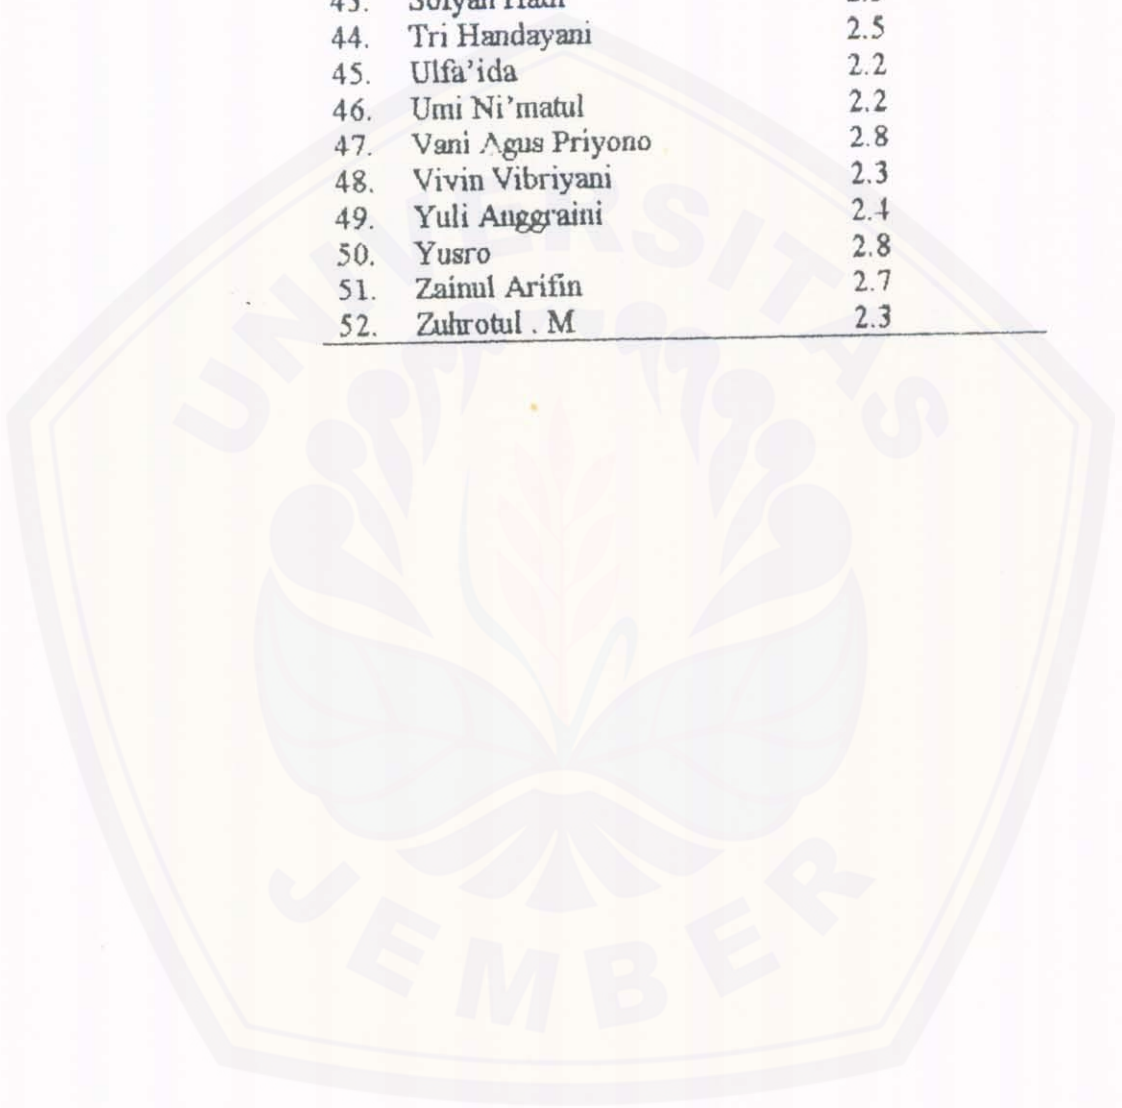 44. Tri Handayani 2.5
45. Ulfa'ida 2.2
46. Umi Ni'matul 2.2
47. Vani Agus Priyono 2.8
48. Vivin Vibriyani 2.3
49. Yuli Anggraini 2.4
50. Yusro 2.8
51. Zainul Arifin 2.7
52. Zuhrotul . M 2.3
UNIVERSITAS
JEMBER